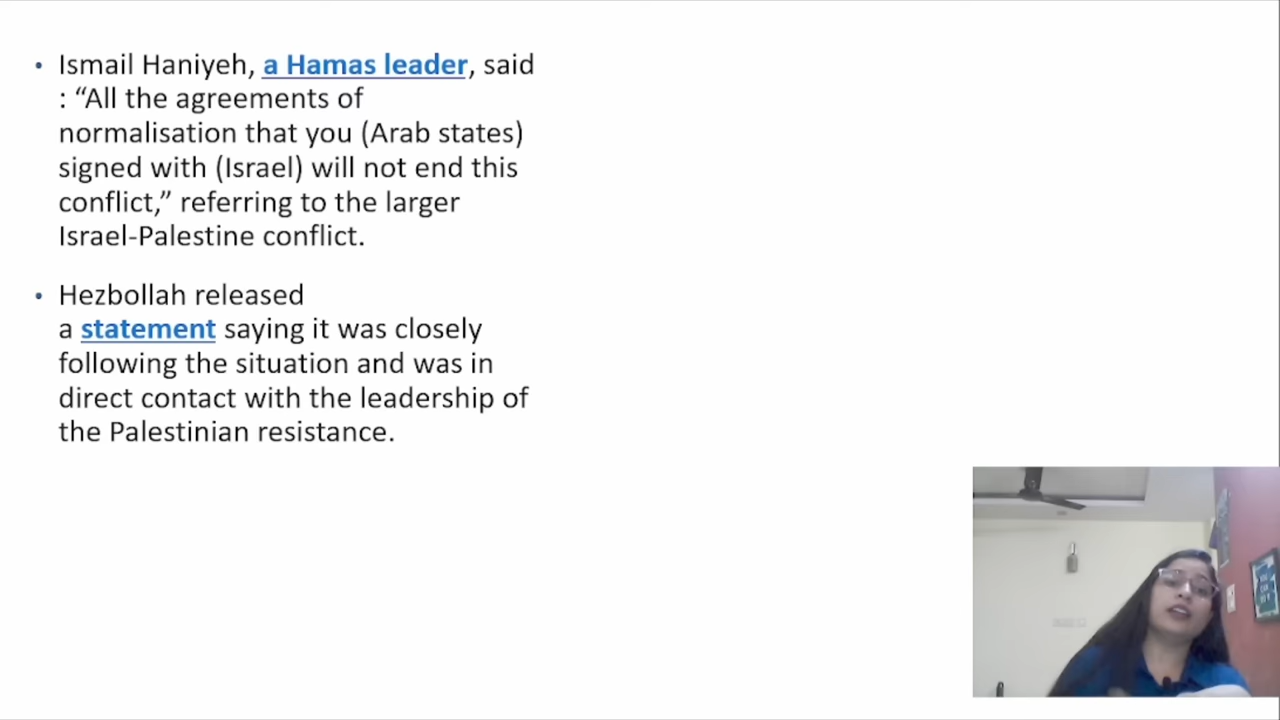 • Ismail Haniyeh, a Hamas leader, said
: “All the agreements of
normalisation that you (Arab states)
signed with (Israel) will not end this
conflict,” referring to the larger
Israel-Palestine conflict.
• Hezbollah released
a statement saying it was closely
following the situation and was in
direct contact with the leadership of
the Palestinian resistance.